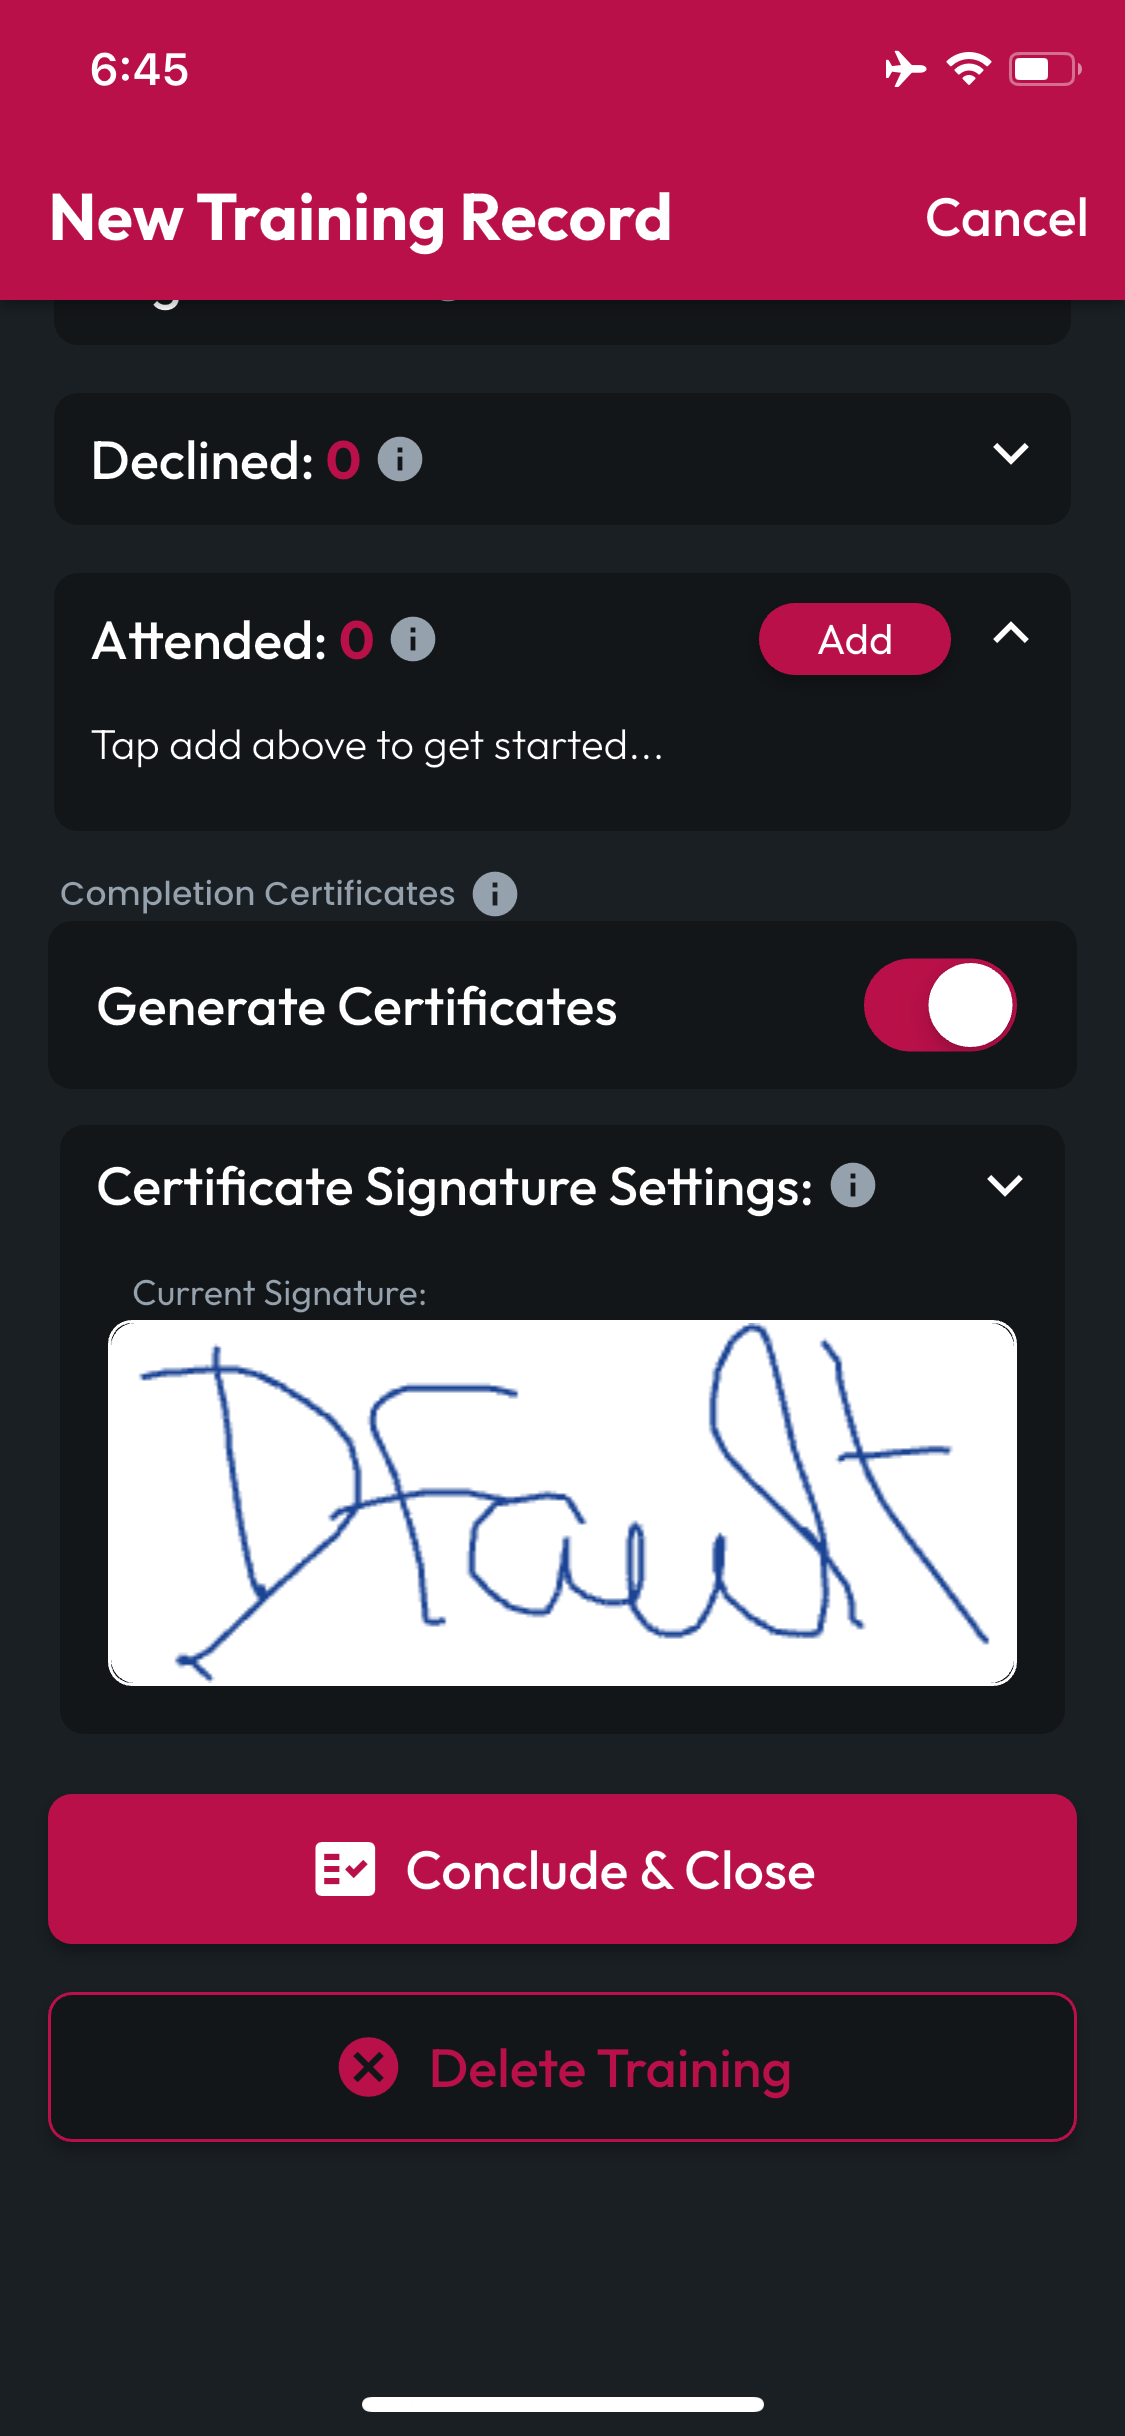 6:45
New Training Record
Cancel
Declined: 0
Attended: 0
Add
Tap add above to get started...
Completion Certificates
Generate Certificates
Certificate Signature Settings:
Current Signature:
DFault
Conclude & Close
Delete Training